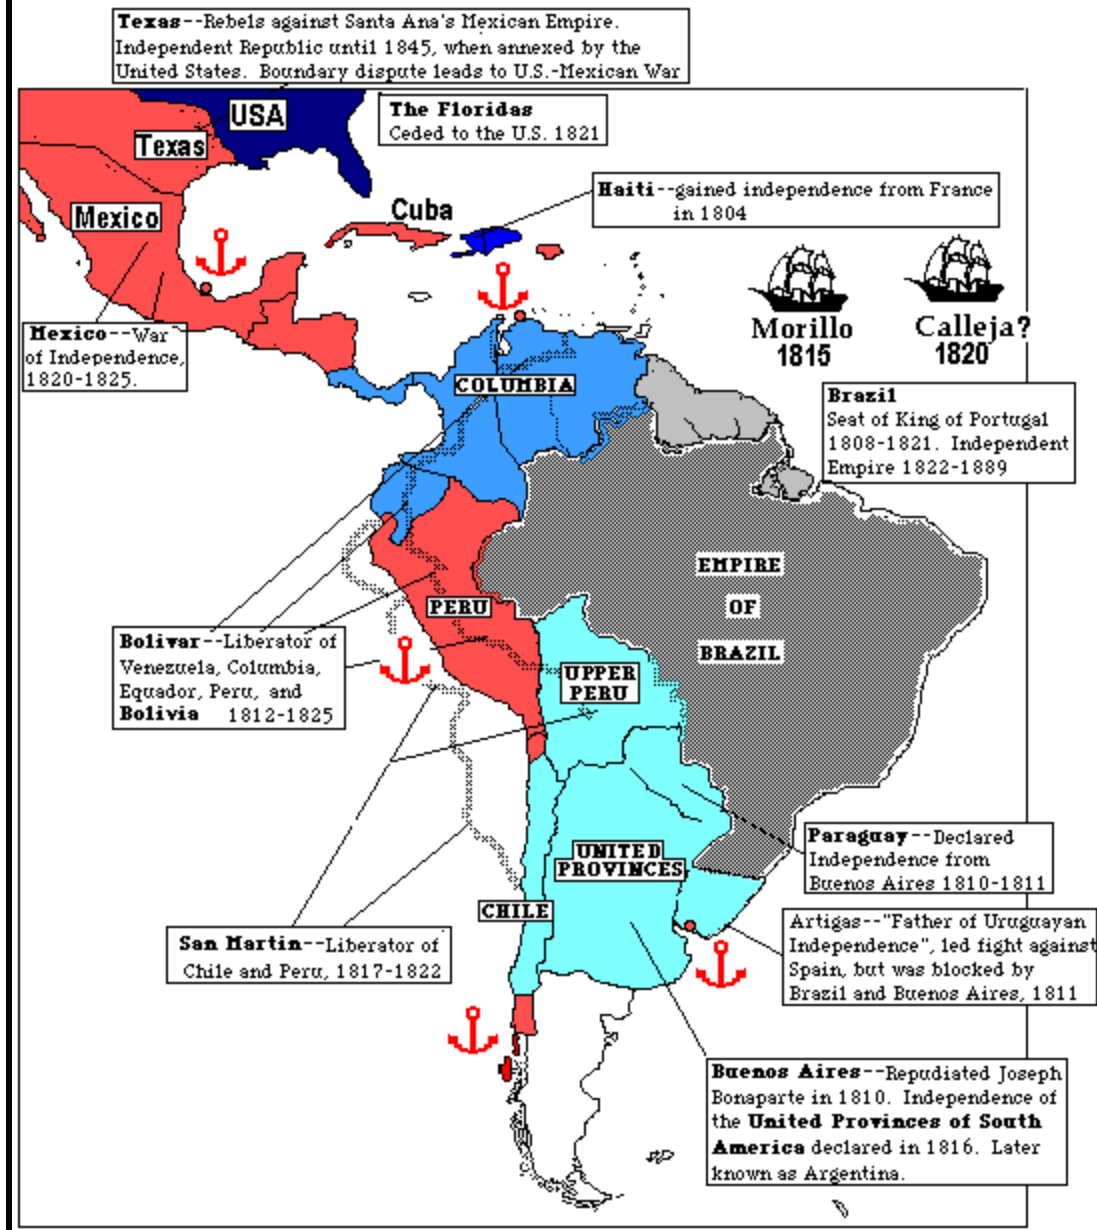 Texas--Rebels against Santa Ana's Mexican Empire.
Independent Republic until 1845, when annexed by the
United States. Boundary dispute leads to U.S.-Mexican War
The Floridas
Ceded to the U.S. 1821
USA
Texas
Mexico
Cuba
Haiti--gained independence from France
in 1804
Morillo
1815
Calleja?
1820
Mexico--War
of Independence,
1820-1825.
COLUMBIA
Brazil
Seat of King of Portugal
1808-1821. Independent
Empire 1822-1889
EMPIRE
OF
BRAZIL
PERU
Bolivar--Liberator of
Venezuela, Columbia,
Equador, Peru, and
Bolivia 1812-1825
UPPER
PERU
UNITED
PROVINCES
CHILE
Paraguay--Declared
Independence from
Buenos Aires 1810-1811
San Martin--Liberator of
Chile and Peru, 1817-1822
Artigas--"Father of Uruguayan
Independence", led fight against
Spain, but was blocked by
Brazil and Buenos Aires, 1811
Buenos Aires--Repudiated Joseph
Bonaparte in 1810. Independence of
the United Provinces of South
America declared in 1816. Later
known as Argentina.